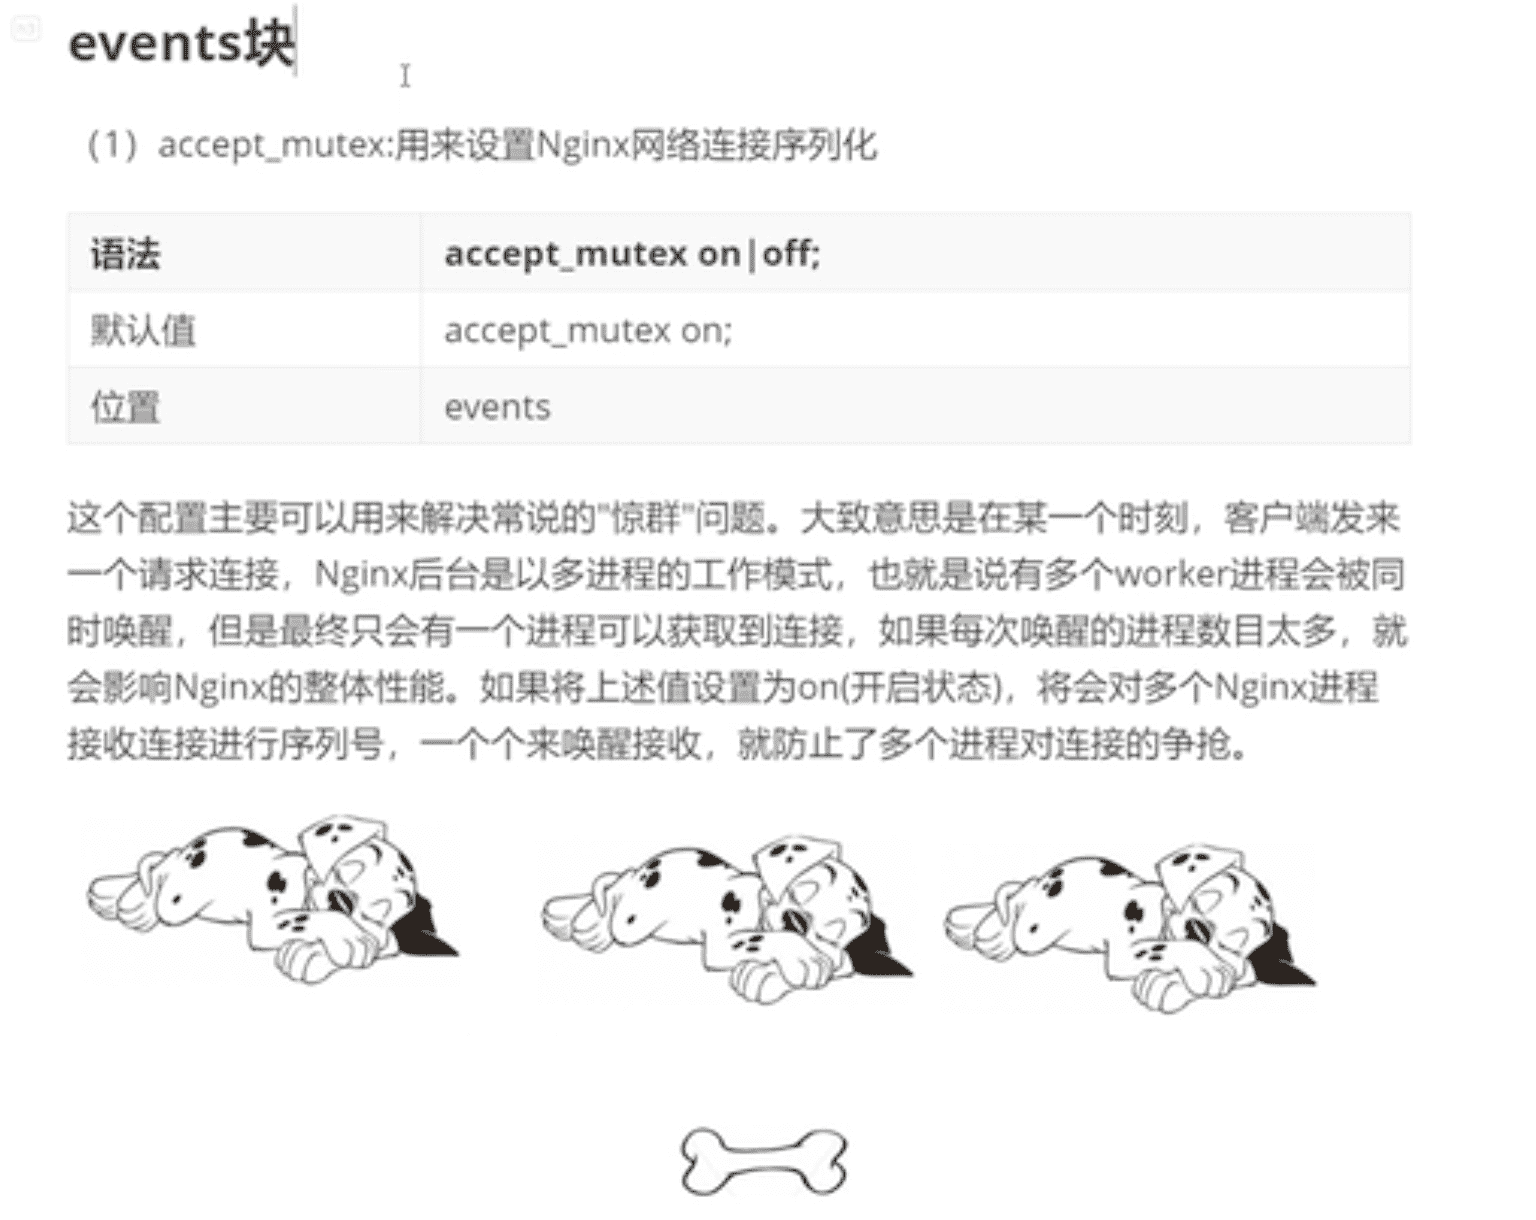 events块
（1）accept_mutex:用来设置Nginx网络连接序列化
语法 accept_mutex on|off;
默认值 accept_mutex on;
位置 events
这个配置主要可以用来解决常说的"惊群"问题。大致意思是在某一个时刻，客户端发来
一个请求连接，Nginx后台是以多进程的工作模式，也就是说有多个worker进程会被同
时唤醒，但是最终只会有一个进程可以获取到连接，如果每次唤醒的进程数目太多，就
会影响Nginx的整体性能。如果将上述值设置为on(开启状态)，将会对多个Nginx进程
接收连接进行序列号，一个个来唤醒接收，就防止了多个进程对连接的争抢。